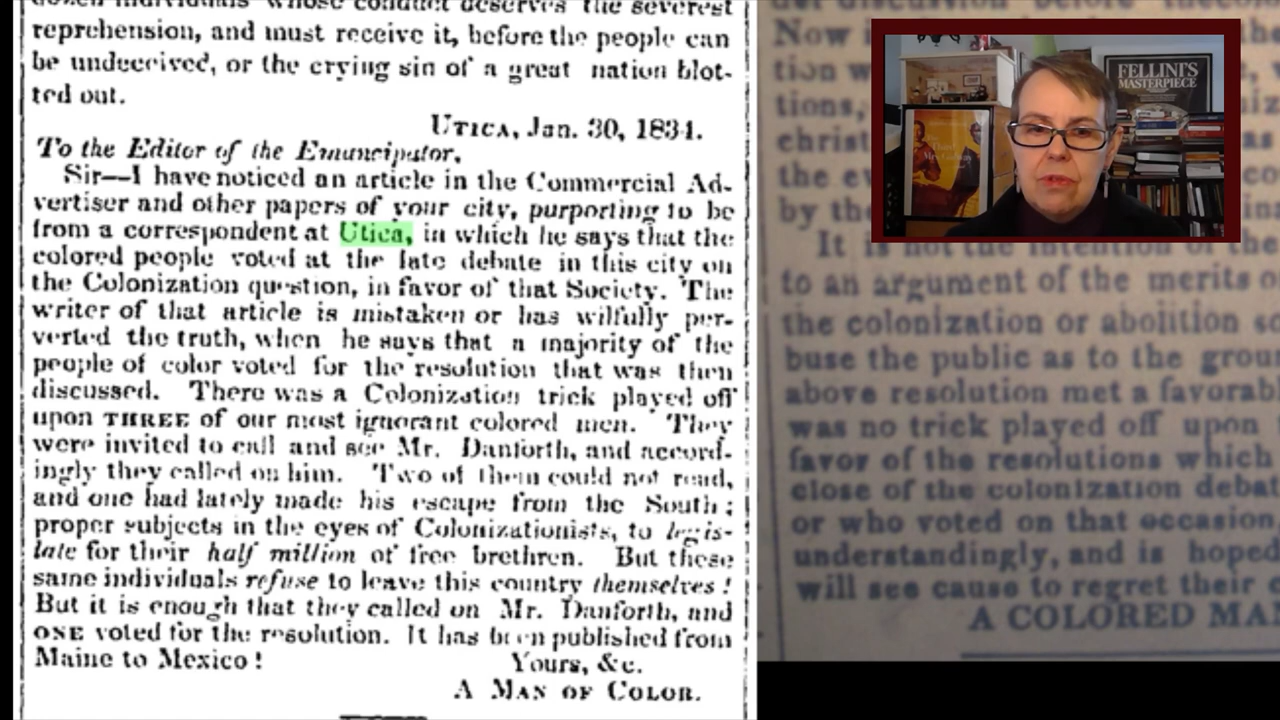 dozen individuals whose conduct deserves the severest
reprehension, and must receive it, before the people can
be undeceived, or the crying sin of a great nation blot-
ted out.
UTICA, Jan. 30, 1834.
To the Editor of the Emancipator.
Sir—I have noticed an article in the Commercial Ad-
vertiser and other papers of your city, purporting to be
from a correspondent at Utica, in which he says that the
colored people voted at the late debate in this city on
the Colonization question, in favor of that Society. The
writer of that article is mistaken or has wilfully per-
verted the truth, when he says that a majority of the
people of color voted for the resolution that was then
discussed. There was a Colonization trick played off
upon THREE of our most ignorant colored men. They
were invited to call and see Mr. Danforth, and accord-
ingly they called on him. Two of them could not read,
and one had lately made his escape from the South;
proper subjects in the eyes of Colonizationists, to legis-
late for their half million of free brethren. But these
same individuals refuse to leave this country themselves!
But it is enough that they called on Mr. Danforth, and
ONE voted for the resolution. It has been published from
Maine to Mexico!
Yours, &c.
A MAN OF COLOR.
Now
tion
tions,
christ
the
by the
It is not the intention of the
to an argument of the merits o
the colonization or abolition
buse the public as to the grou
above resolution met a favorab
was no trick played off upon
favor of the resolutions which
close of the colonization debat
or who voted on that occasion
understandingly, and is hoped
will see cause to regret their
A COLORED MA
FELLINI'S
MASTERPIECE
The
Third
Mrs. Galway